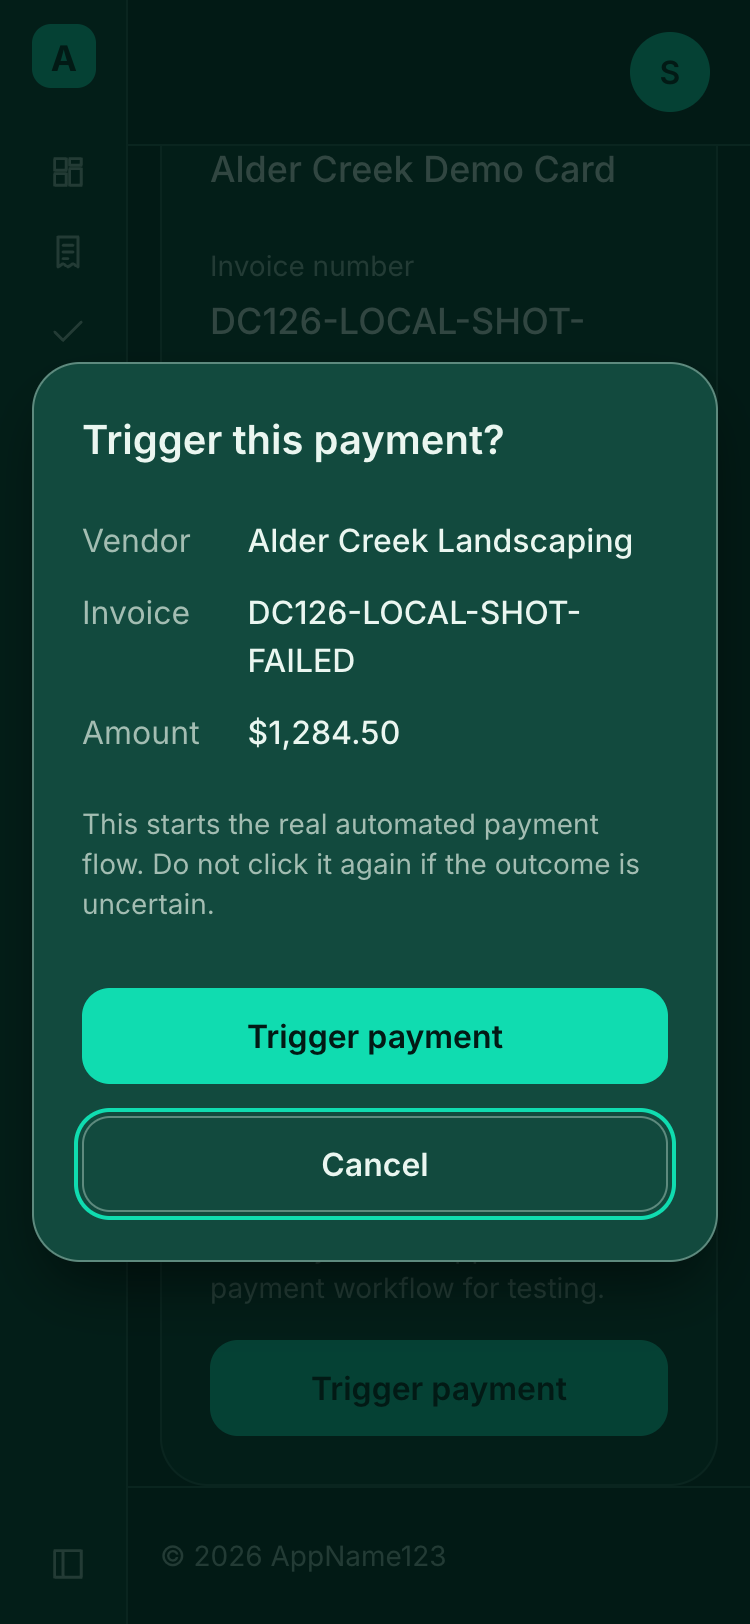 A
S
Alder Creek Demo Card
Invoice number
DC126-LOCAL-SHOT-
Trigger this payment?
Vendor Alder Creek Landscaping
Invoice DC126-LOCAL-SHOT-
FAILED
Amount $1,284.50
This starts the real automated payment
flow. Do not click it again if the outcome is
uncertain.
Trigger payment
Cancel
payment workflow for testing.
Trigger payment
© 2026 AppName123